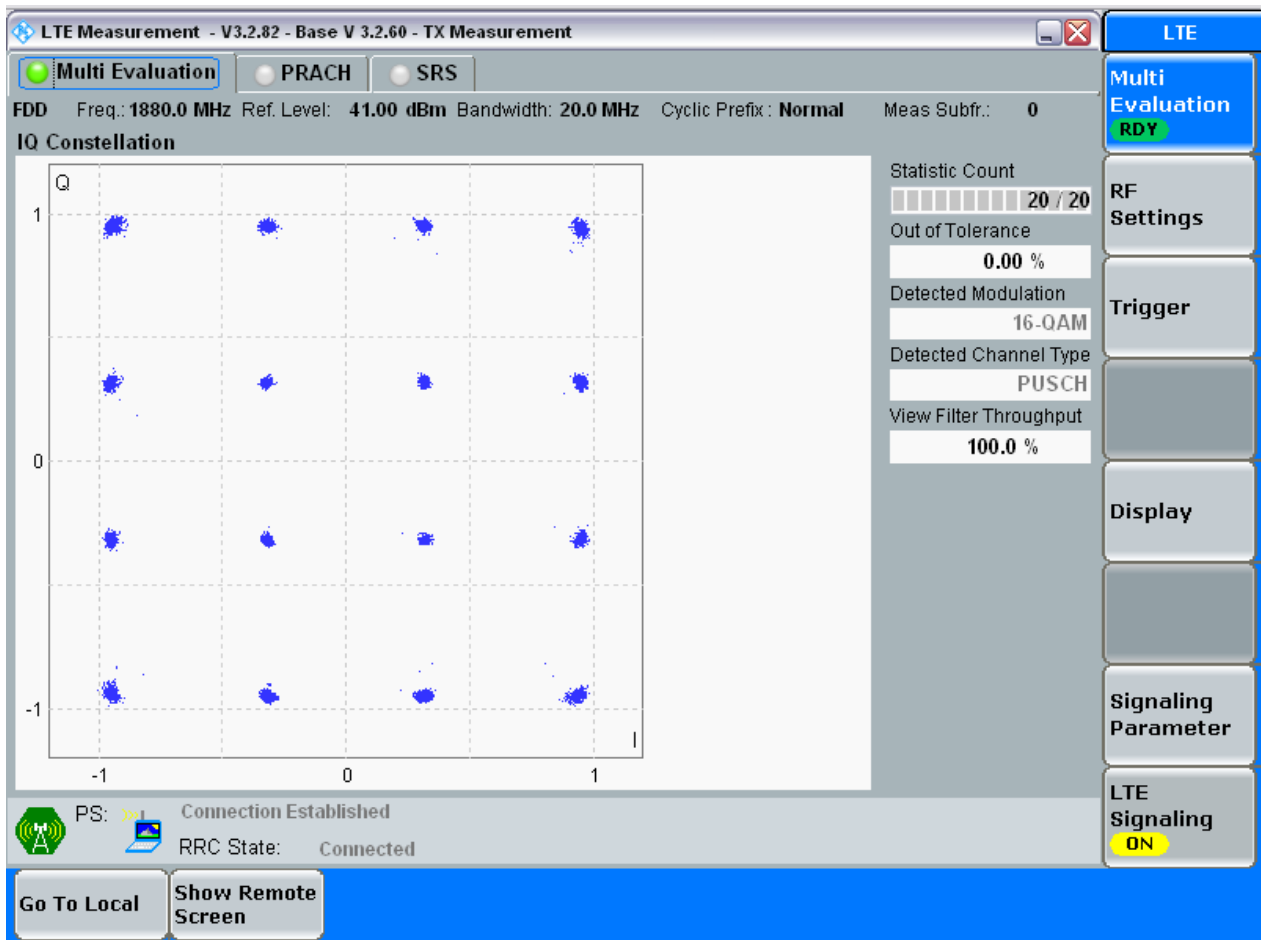 LTE Measurement - V3.2.82 - Base V 3.2.60 - TX Measurement
LTE
Multi Evaluation PRACH SRS
Multi
Evaluation
RDY
FDD Freq.: 1880.0 MHz Ref. Level: 41.00 dBm Bandwidth: 20.0 MHz Cyclic Prefix : Normal Meas Subfr.: 0
IQ Constellation
Q
1
0
-1
I
-1 0 1
Statistic Count
20 / 20
Out of Tolerance
0.00 %
Detected Modulation
16-QAM
Detected Channel Type
PUSCH
View Filter Throughput
100.0 %
RF
Settings
Trigger
Display
Signaling
Parameter
LTE
Signaling
ON
PS: Connection Established
RRC State: Connected
Go To Local
Show Remote
Screen